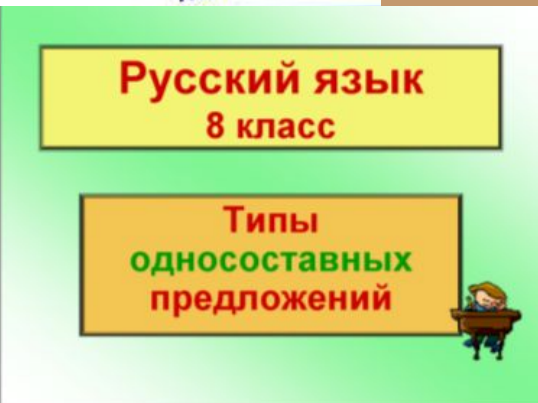 Русский язык
8 класс
Типы
односоставных
предложений